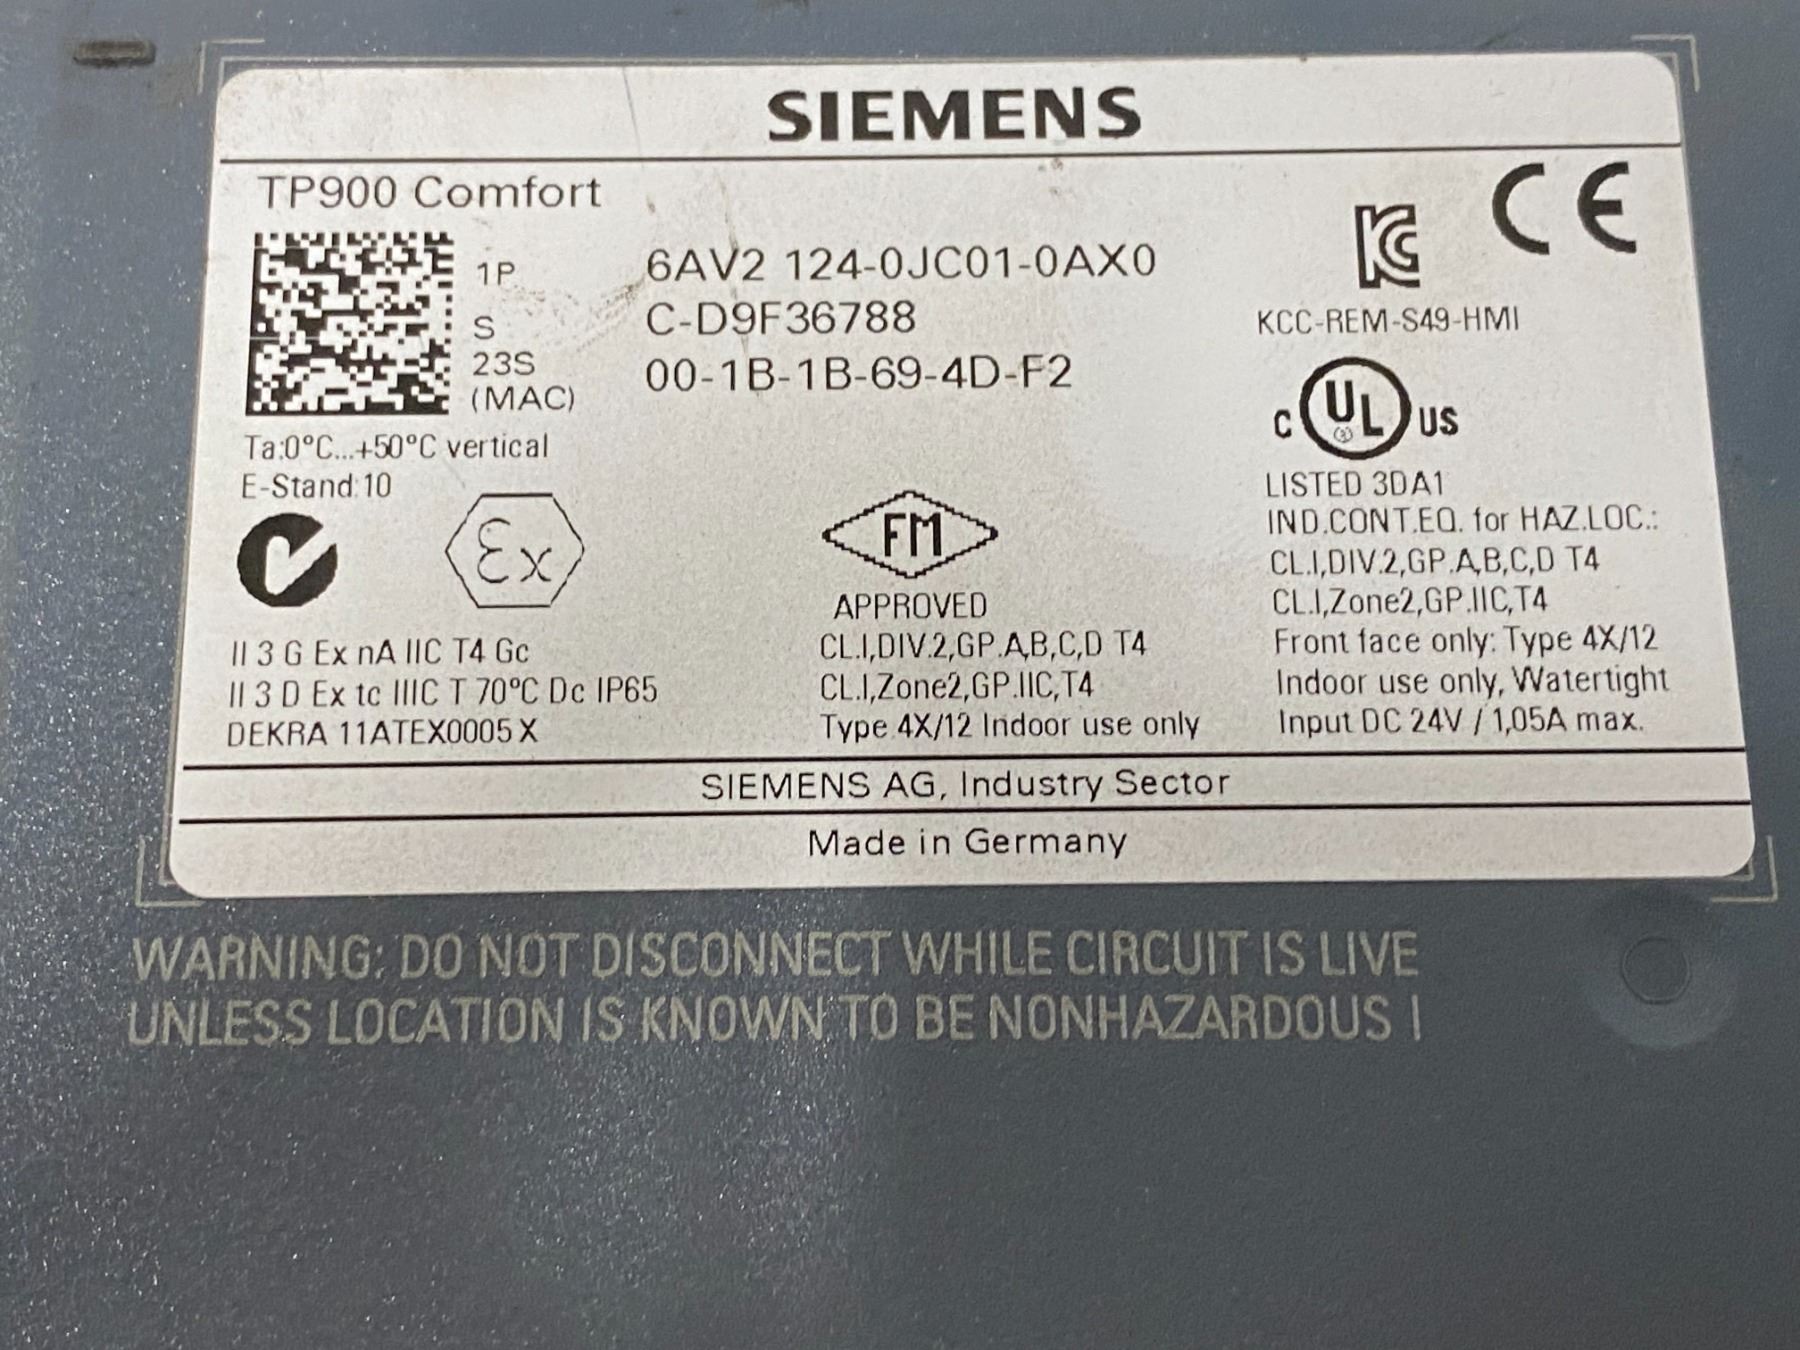 SIEMENS
TP900 Comfort
1P 6AV2 124-0JC01-0AX0
S C-D9F36788
23S 00-1B-1B-69-4D-F2
(MAC)
Ta:0°C...+50°C vertical
E-Stand:10
CE
KC
KCC-REM-S49-HMI
C UL US
LISTED 3DA1
IND.CONT.EQ. for HAZ.LOC.:
CL.I,DIV.2,GP.A,B,C,D T4
CL.I,Zone2,GP.IIC,T4
Front face only: Type 4X/12
Indoor use only, Watertight
Input DC 24V / 1,05A max.
Ex
II 3 G Ex nA IIC T4 Gc
II 3 D Ex tc IIIC T 70°C Dc IP65
DEKRA 11ATEX0005 X
FM
APPROVED
CL.I,DIV.2,GP.A,B,C,D T4
CL.I,Zone2,GP.IIC,T4
Type 4X/12 Indoor use only
SIEMENS AG, Industry Sector
Made in Germany
WARNING: DO NOT DISCONNECT WHILE CIRCUIT IS LIVE
UNLESS LOCATION IS KNOWN TO BE NONHAZARDOUS !